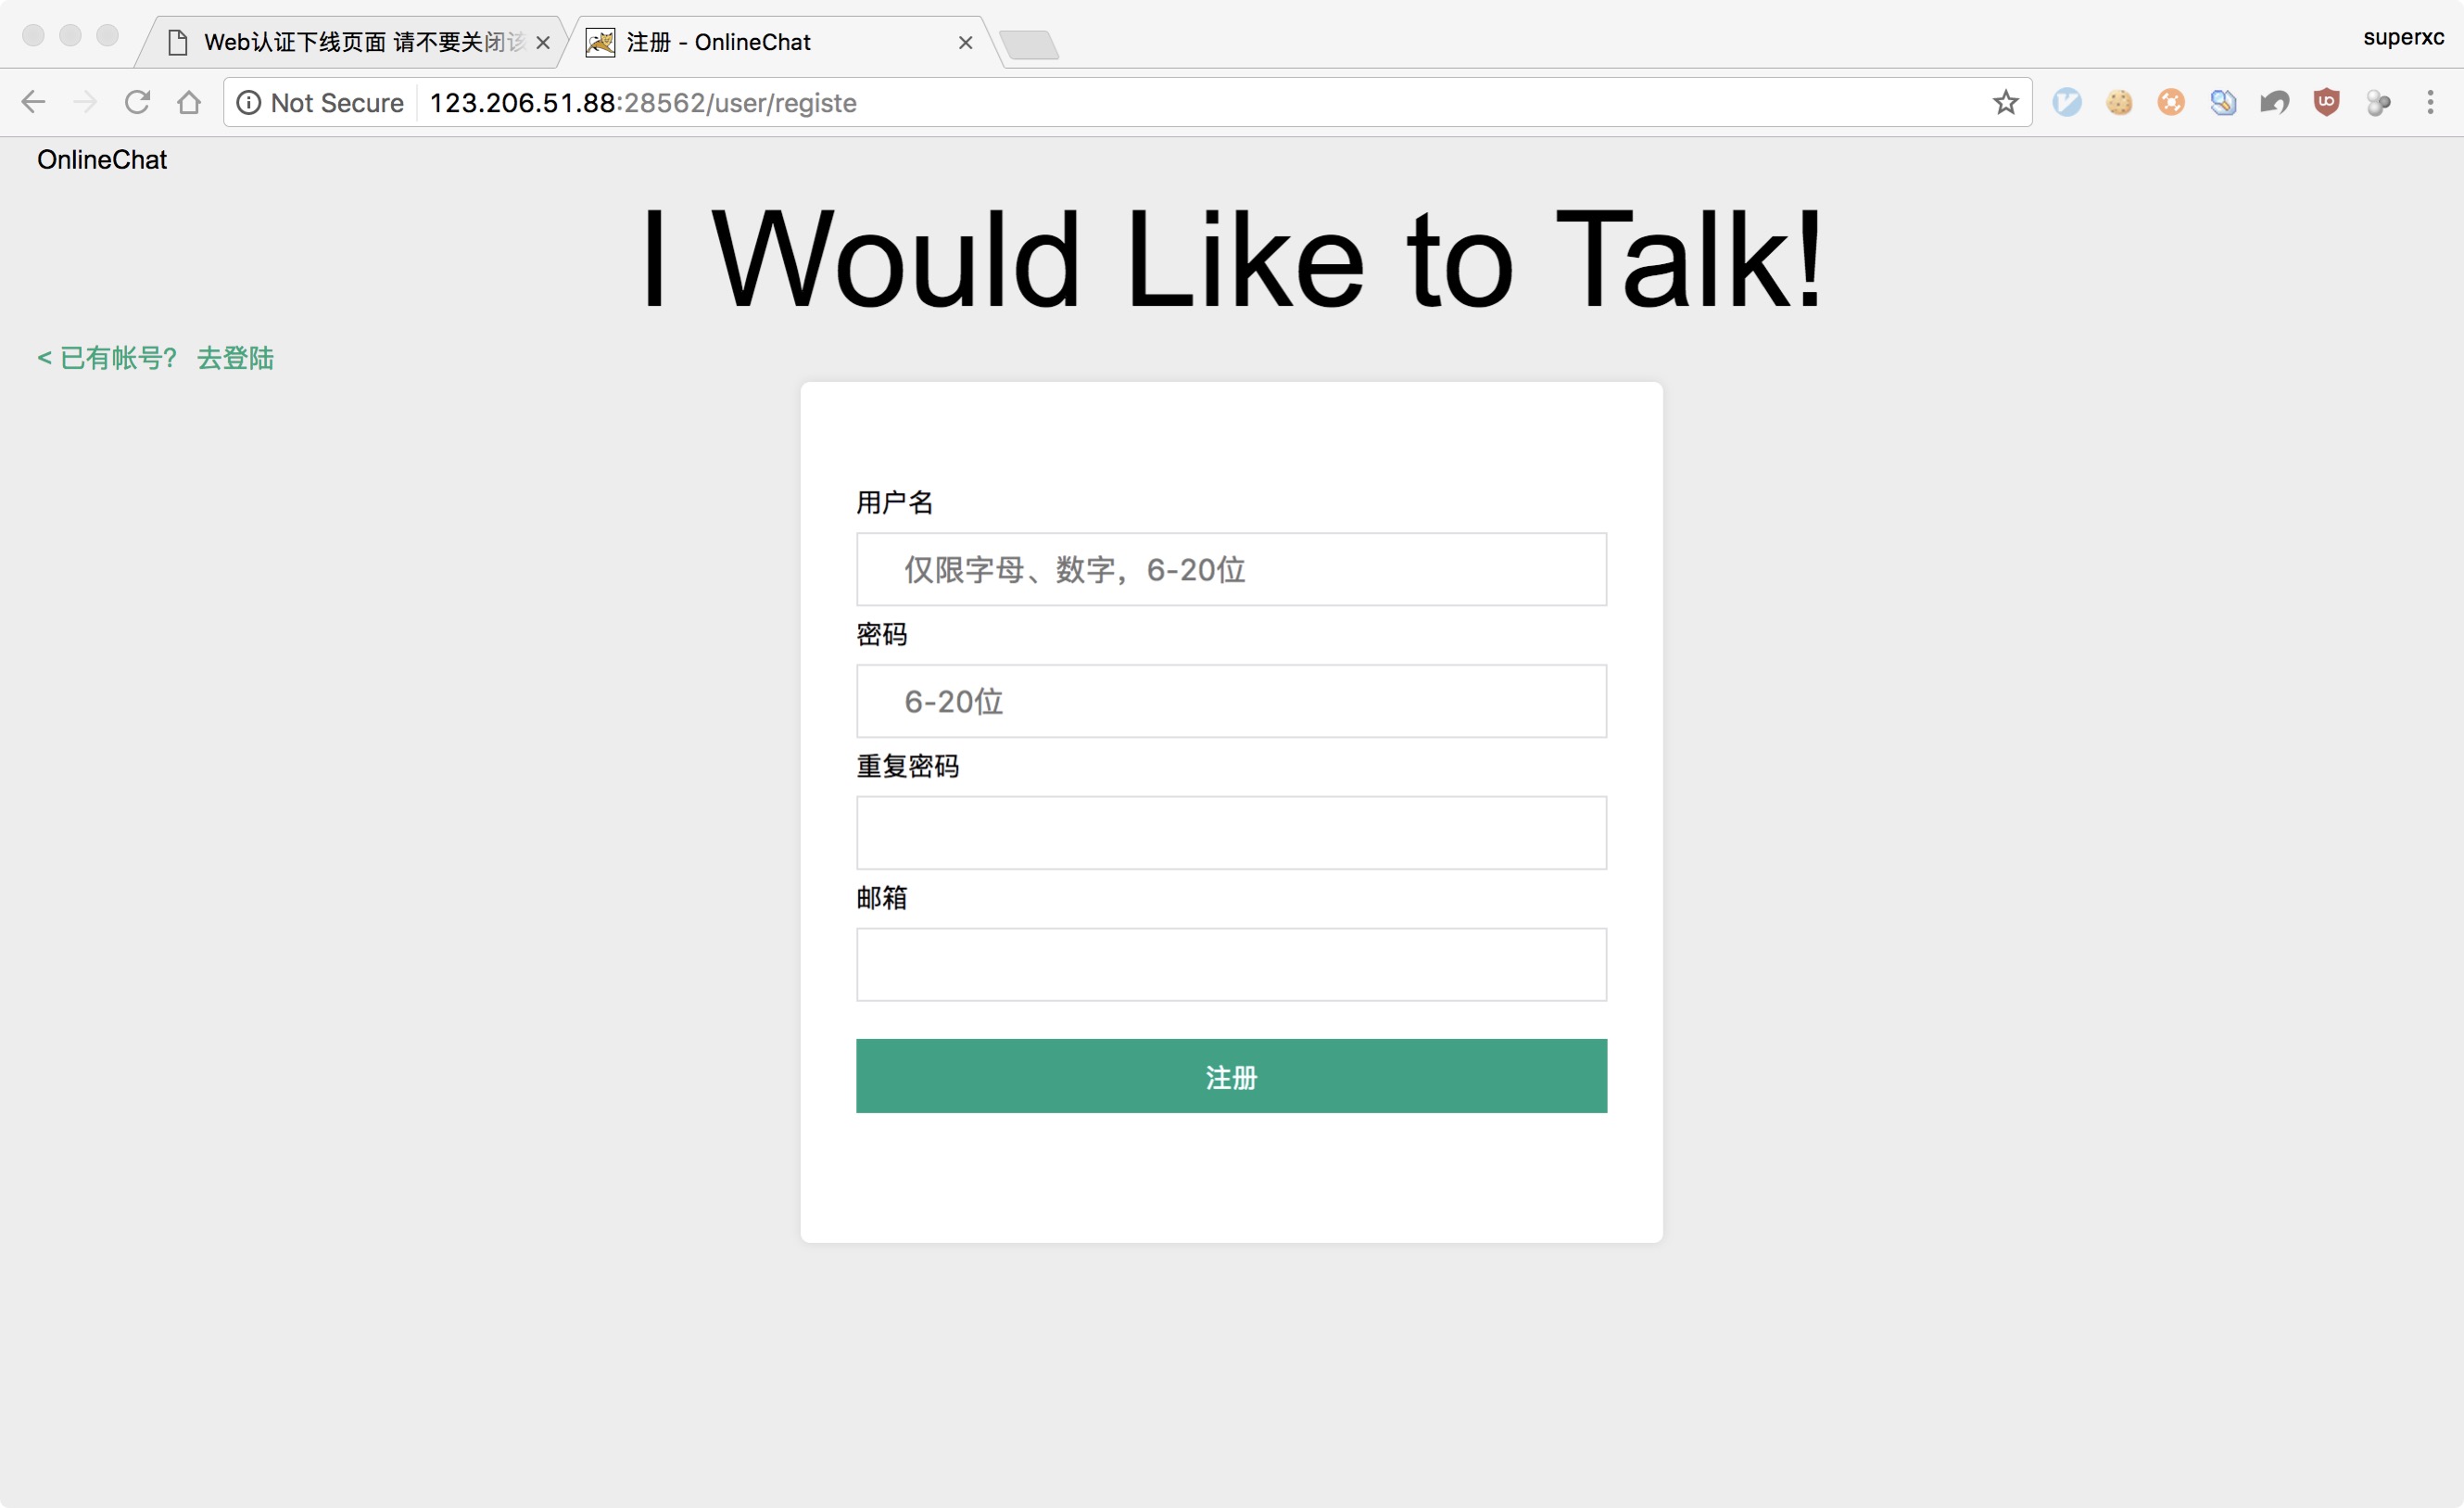 Web认证下线页面 请不要关闭该
注册 - OnlineChat
superxc
Not Secure
123.206.51.88:28562/user/registe
OnlineChat
I Would Like to Talk!
< 已有帐号？ 去登陆
用户名
仅限字母、数字，6-20位
密码
6-20位
重复密码
邮箱
注册